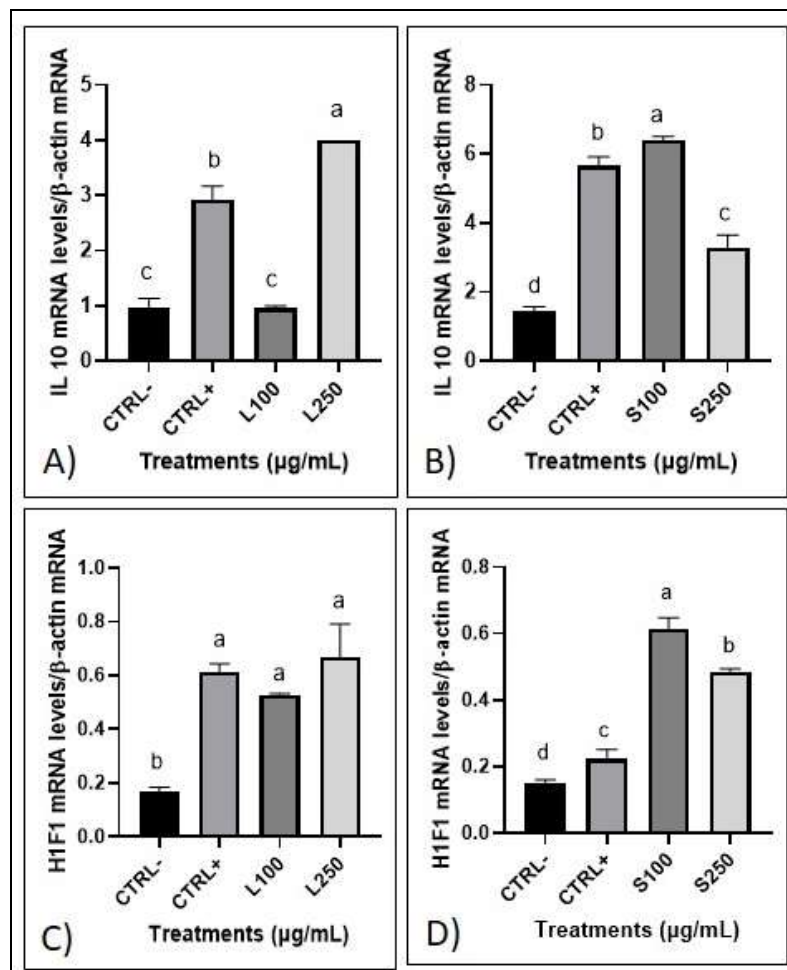 IL 10 mRNA levels/β-actin mRNA
5
4
3
2
1
0
c
b
c
a
CTRL-
CTRL+
L100
L250
A)
Treatments (µg/mL)
IL 10 mRNA levels/β-actin mRNA
8
6
4
2
0
d
b
a
c
CTRL-
CTRL+
S100
S250
B)
Treatments (µg/mL)
H1F1 mRNA levels/β-actin mRNA
1.0
0.8
0.6
0.4
0.2
0.0
b
a
a
a
CTRL-
CTRL+
L100
L250
C)
Treatments (µg/mL)
H1F1 mRNA levels/β-actin mRNA
0.8
0.6
0.4
0.2
0.0
d
c
a
b
CTRL-
CTRL+
S100
S250
D)
Treatments (µg/mL)